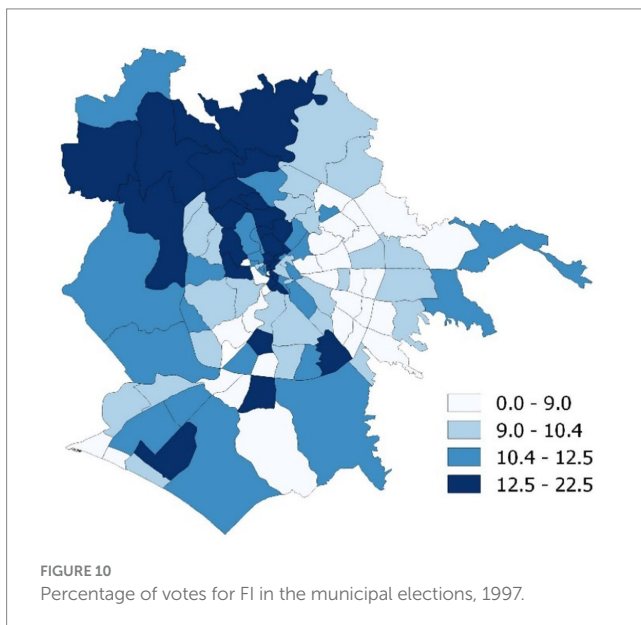 0.0 - 9.0
9.0 - 10.4
10.4 - 12.5
12.5 - 22.5
FIGURE 10
Percentage of votes for FI in the municipal elections, 1997.